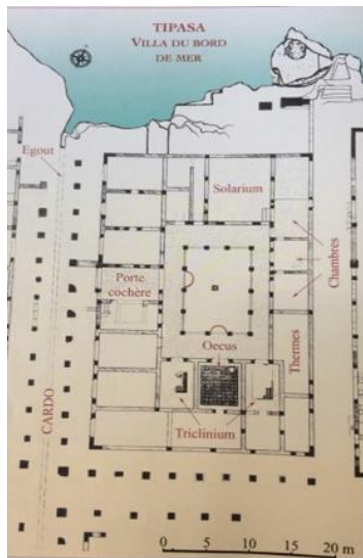 TIPASA
VILLA DU BORD
DE MER
Egout
Solarium
Chambres
Porte
cochère
Oecus
Thermes
Triclinium
CARDO
0 5 10 15 20 m